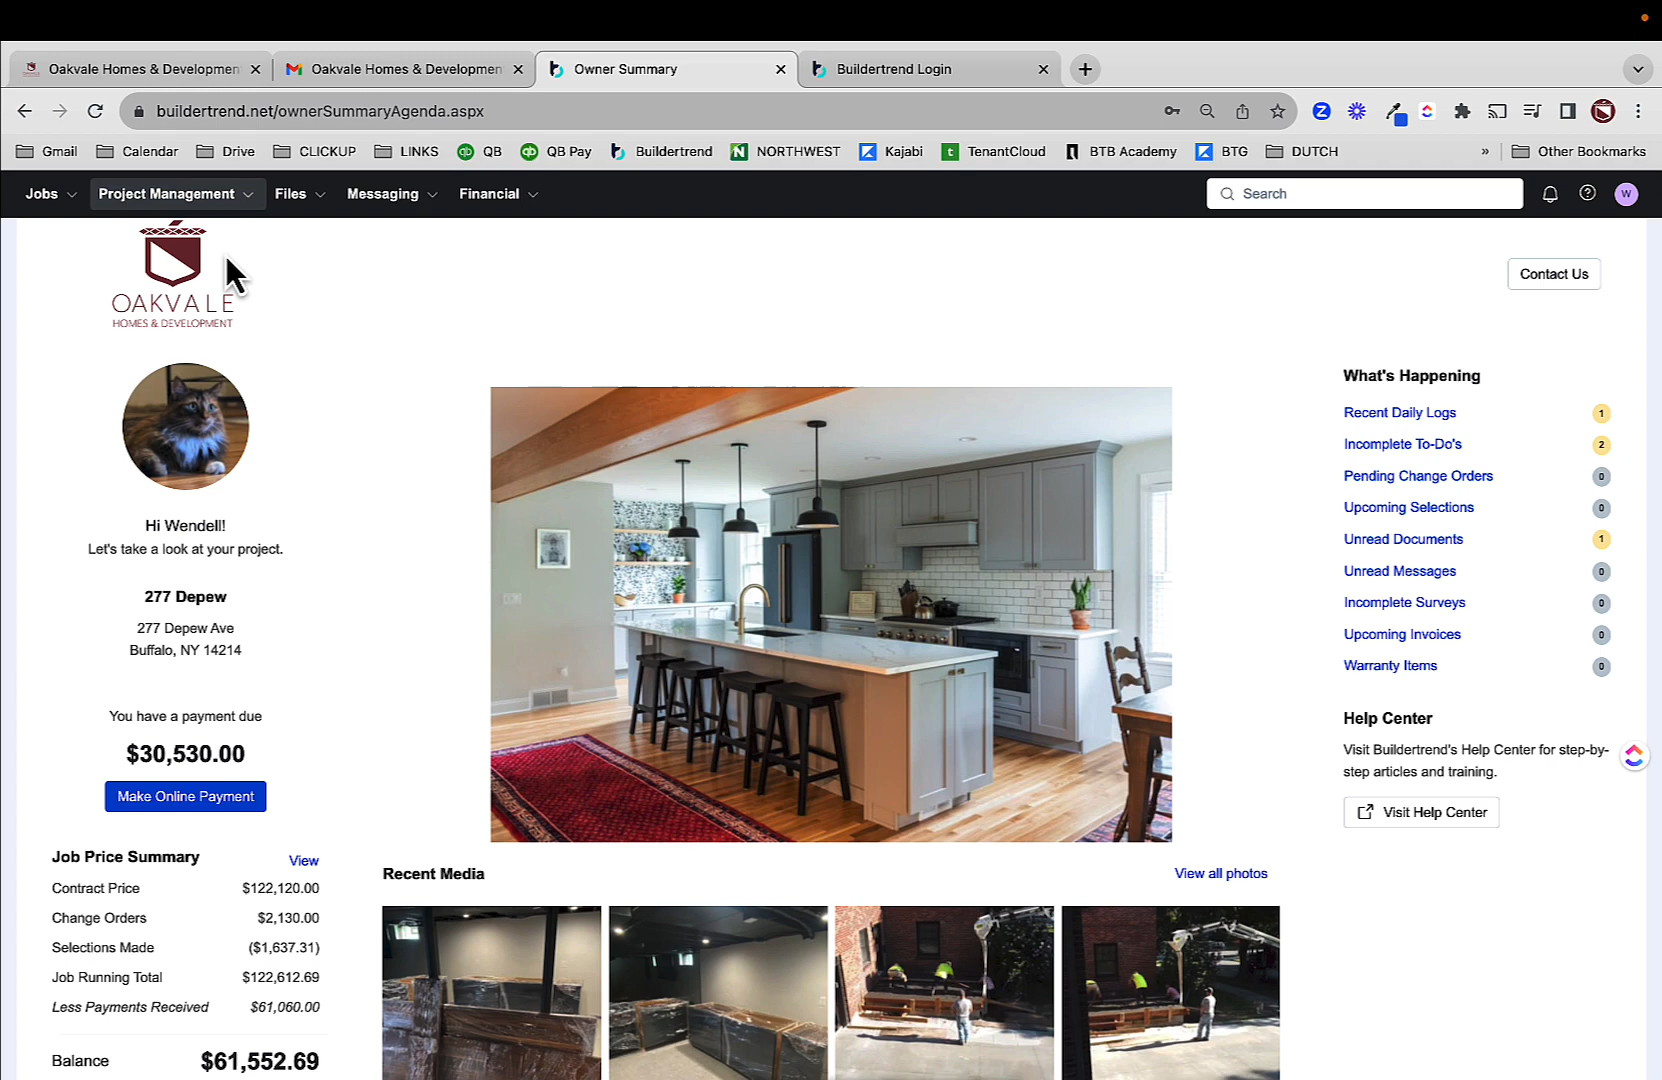 Oakvale Homes & Developmen
Oakvale Homes & Developmen
Owner Summary
Buildertrend Login
buildertrend.net/ownerSummaryAgenda.aspx
Gmail
Calendar
Drive
CLICKUP
LINKS
QB
QB Pay
Buildertrend
NORTHWEST
Kajabi
TenantCloud
BTB Academy
BTG
DUTCH
»
Other Bookmarks
Jobs
Project Management
Files
Messaging
Financial
Search
W
OAKVALE
HOMES & DEVELOPMENT
Contact Us
Hi Wendell!
Let's take a look at your project.
277 Depew
277 Depew Ave
Buffalo, NY 14214
You have a payment due
$30,530.00
Make Online Payment
Job Price Summary View
Contract Price $122,120.00
Change Orders $2,130.00
Selections Made ($1,637.31)
Job Running Total $122,612.69
Less Payments Received $61,060.00
Balance $61,552.69
Recent Media View all photos
What's Happening
Recent Daily Logs 1
Incomplete To-Do's 2
Pending Change Orders 0
Upcoming Selections 0
Unread Documents 1
Unread Messages 0
Incomplete Surveys 0
Upcoming Invoices 0
Warranty Items 0
Help Center
Visit Buildertrend's Help Center for step-by-
step articles and training.
Visit Help Center